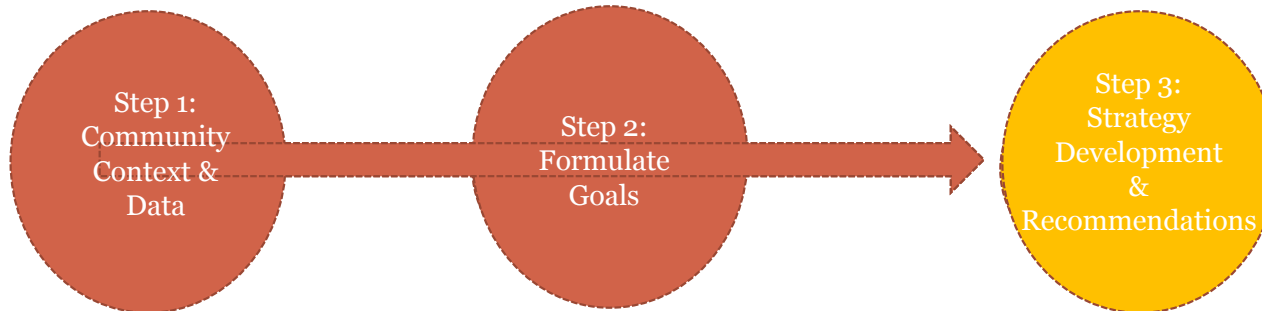 Step 1:
Community
Context &
Data
Step 2:
Formulate
Goals
Step 3:
Strategy
Development
&
Recommendations